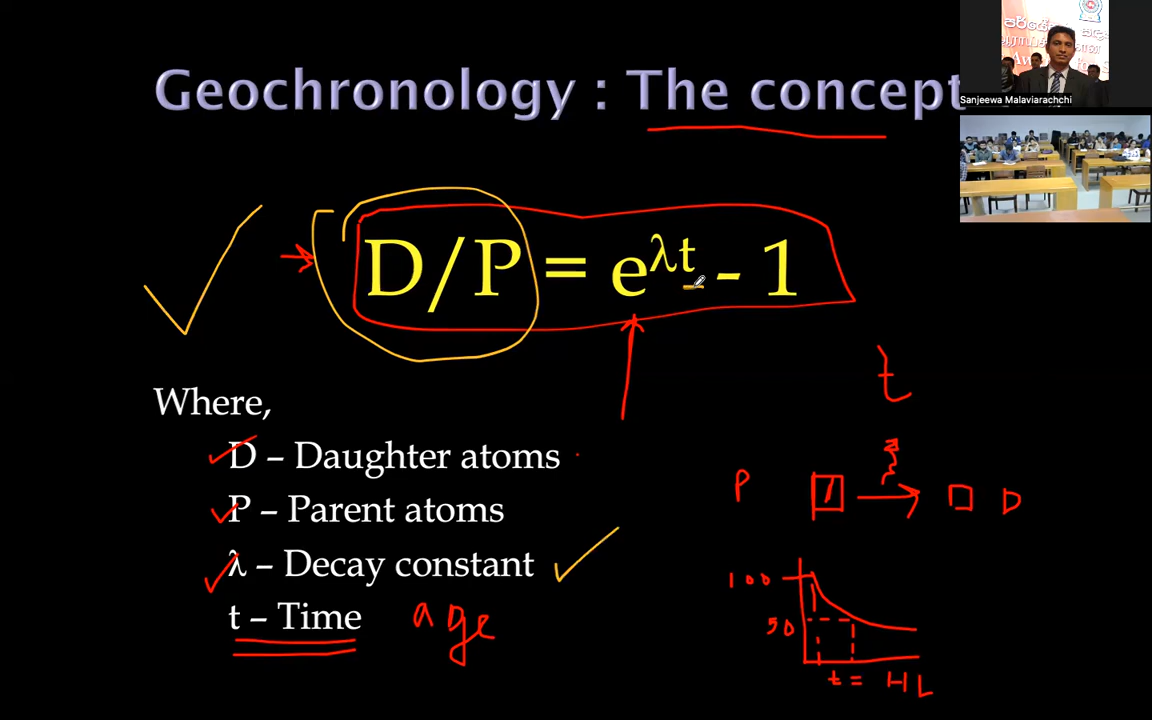 Geochronology : The concept
Sanjeewa Malaviarachchi
D/P = e^λt - 1
t
Where,
D – Daughter atoms
P – Parent atoms
λ – Decay constant
t – Time age
P D
100
50
t = HL